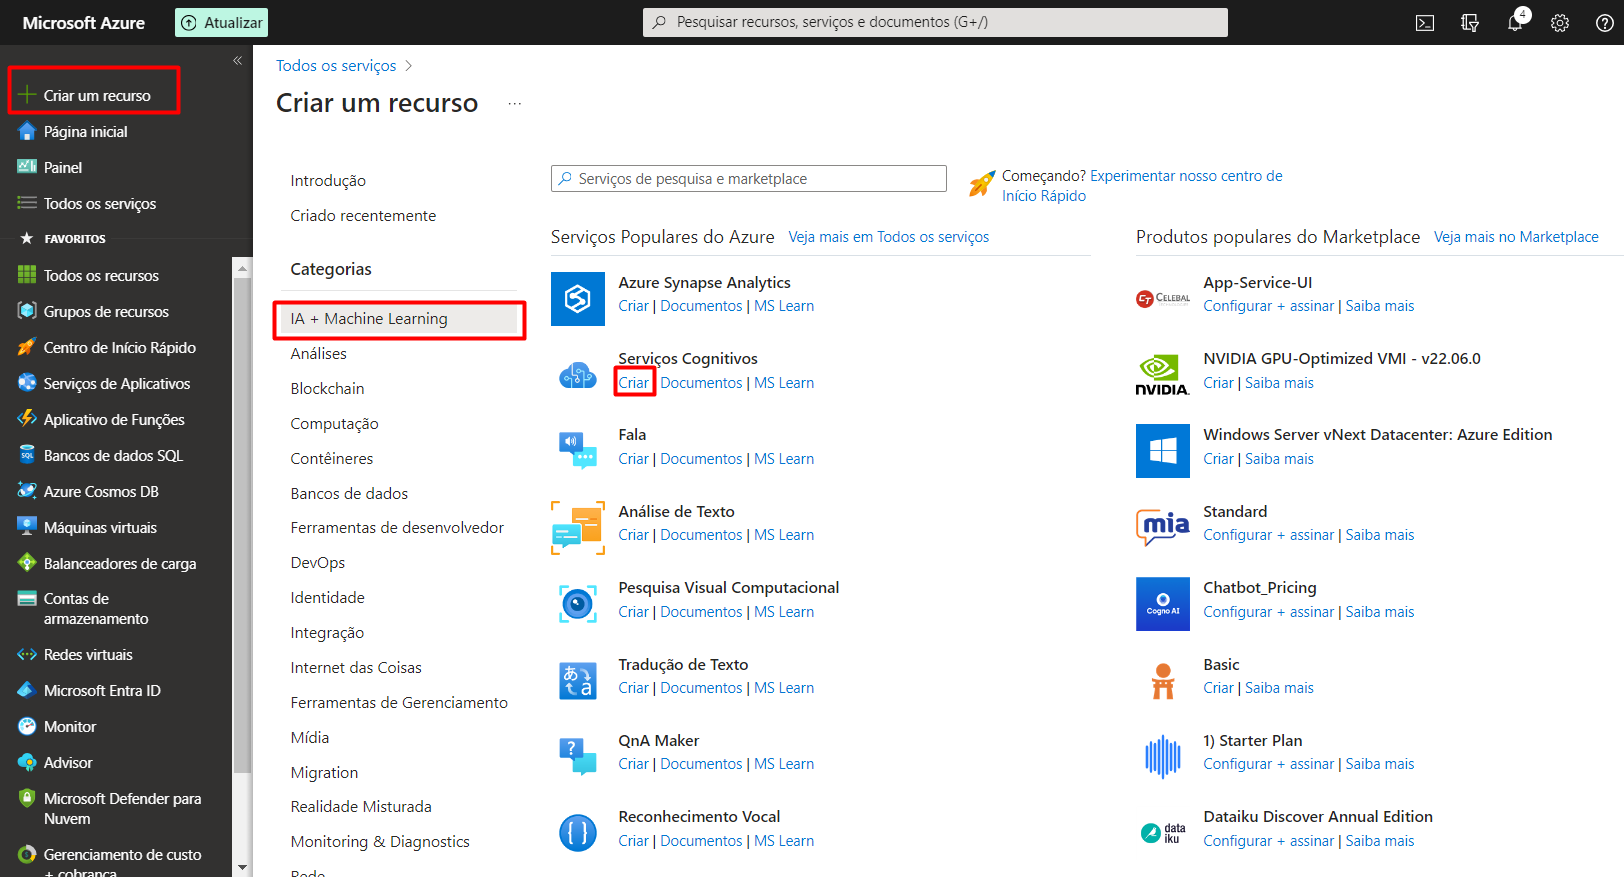 Microsoft Azure
Atualizar
Pesquisar recursos, serviços e documentos (G+/)
4
Criar um recurso
Página inicial
Painel
Todos os serviços
FAVORITOS
Todos os recursos
Grupos de recursos
Centro de Início Rápido
Serviços de Aplicativos
Aplicativo de Funções
Bancos de dados SQL
Azure Cosmos DB
Máquinas virtuais
Balanceadores de carga
Contas de
armazenamento
Redes virtuais
Microsoft Entra ID
Monitor
Advisor
Microsoft Defender para
Nuvem
Gerenciamento de custo
+ cobrança
Todos os serviços >
Criar um recurso ...
Introdução
Criado recentemente
Categorias
IA + Machine Learning
Análises
Blockchain
Computação
Contêineres
Bancos de dados
Ferramentas de desenvolvedor
DevOps
Identidade
Integração
Internet das Coisas
Ferramentas de Gerenciamento
Mídia
Migration
Realidade Misturada
Monitoring & Diagnostics
Rede
Serviços de pesquisa e marketplace
Começando? Experimentar nosso centro de
Início Rápido
Serviços Populares do Azure Veja mais em Todos os serviços
Azure Synapse Analytics
Criar | Documentos | MS Learn
Serviços Cognitivos
Criar | Documentos | MS Learn
Fala
Criar | Documentos | MS Learn
Análise de Texto
Criar | Documentos | MS Learn
Pesquisa Visual Computacional
Criar | Documentos | MS Learn
Tradução de Texto
Criar | Documentos | MS Learn
QnA Maker
Criar | Documentos | MS Learn
Reconhecimento Vocal
Criar | Documentos | MS Learn
Produtos populares do Marketplace Veja mais no Marketplace
CT CELEBAL
App-Service-UI
Configurar + assinar | Saiba mais
NVIDIA.
NVIDIA GPU-Optimized VMI - v22.06.0
Criar | Saiba mais
Windows Server vNext Datacenter: Azure Edition
Criar | Saiba mais
mia
Standard
Configurar + assinar | Saiba mais
Cogno AI
Chatbot_Pricing
Configurar + assinar | Saiba mais
Basic
Criar | Saiba mais
1) Starter Plan
Configurar + assinar | Saiba mais
data
iku
Dataiku Discover Annual Edition
Configurar + assinar | Saiba mais